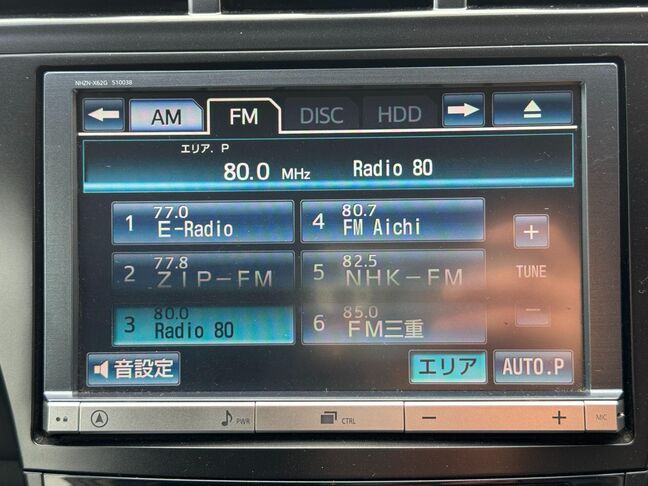 NHZN-X62G S10038
AM FM DISC HDD
エリア. P
80.0 MHz Radio 80
1 77.0 E-Radio
4 80.7 FM Aichi
2 77.8 ZIP-FM
5 82.5 NHK-FM
3 80.0 Radio 80
6 85.0 FM三重
+
TUNE
-
音設定
エリア
AUTO.P
PWR
CTRL
- +
MIC